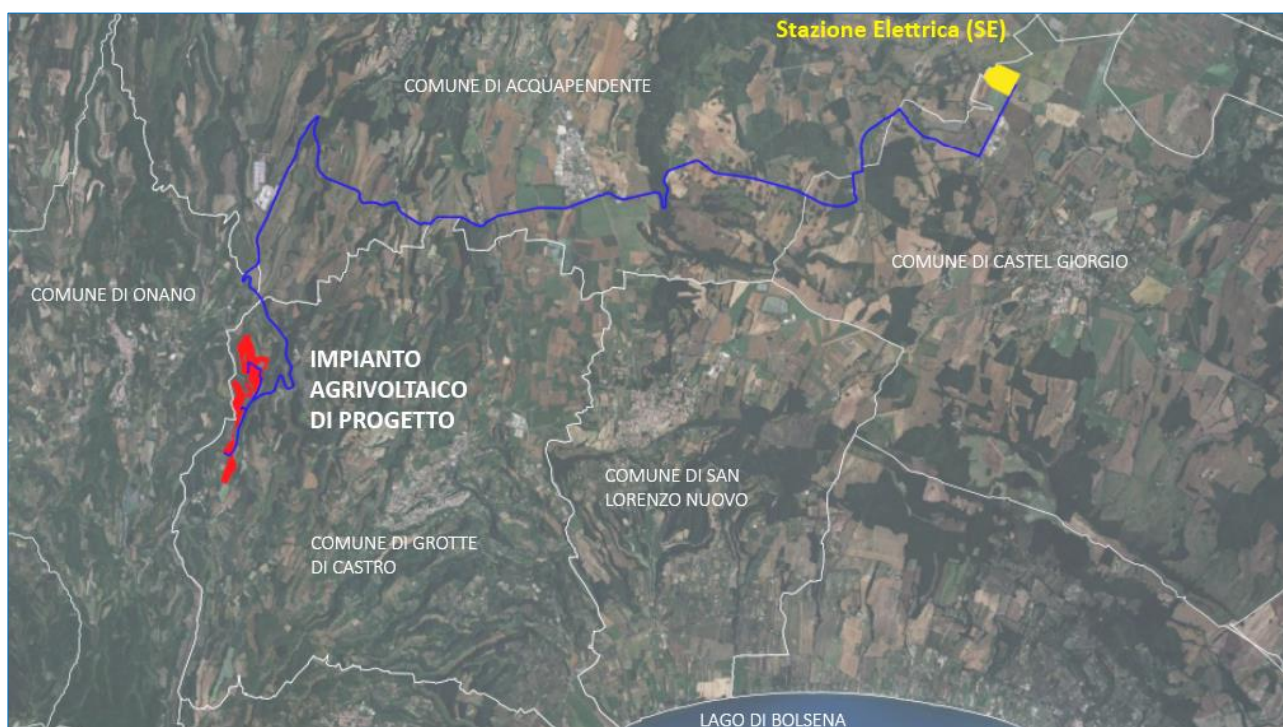 Stazione Elettrica (SE)
COMUNE DI ACQUAPENDENTE
COMUNE DI CASTEL GIORGIO
COMUNE DI ONANO
IMPIANTO
AGRIVOLTAICO
DI PROGETTO
COMUNE DI SAN
LORENZO NUOVO
COMUNE DI GROTTE
DI CASTRO
LAGO DI BOLSENA